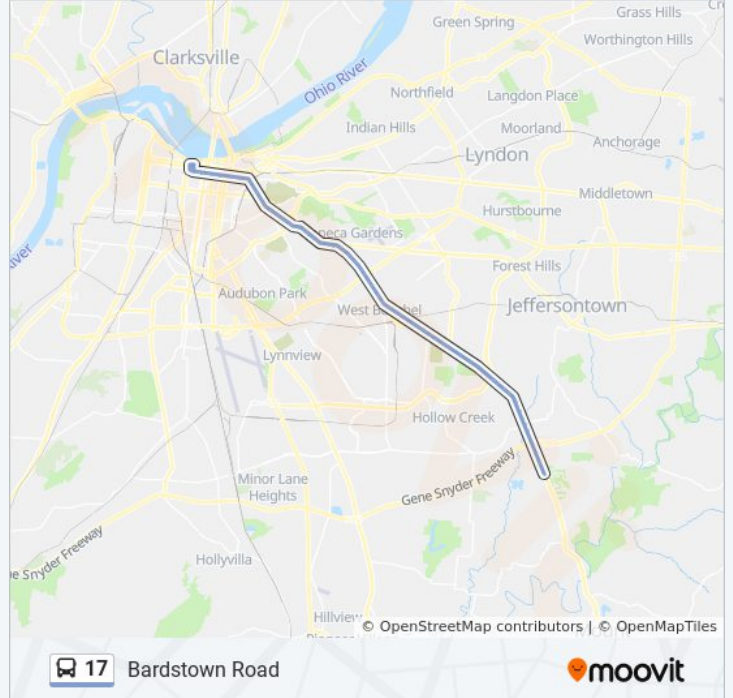 Grass Hills
Green Spring
Worthington Hills
Clarksville
Ohio River
Northfield
Langdon Place
Indian Hills
Moorland
Anchorage
Lyndon
Middletown
Hurstbourne
Gardens
Forest Hills
Audubon Park
Jeffersontown
West
Lynnview
Hollow Creek
Gene Snyder Freeway
Minor Lane
Heights
Snyder Freeway
Hollyvilla
Hillview
© OpenStreetMap contributors | © OpenMapTiles
17 Bardstown Road
moovit